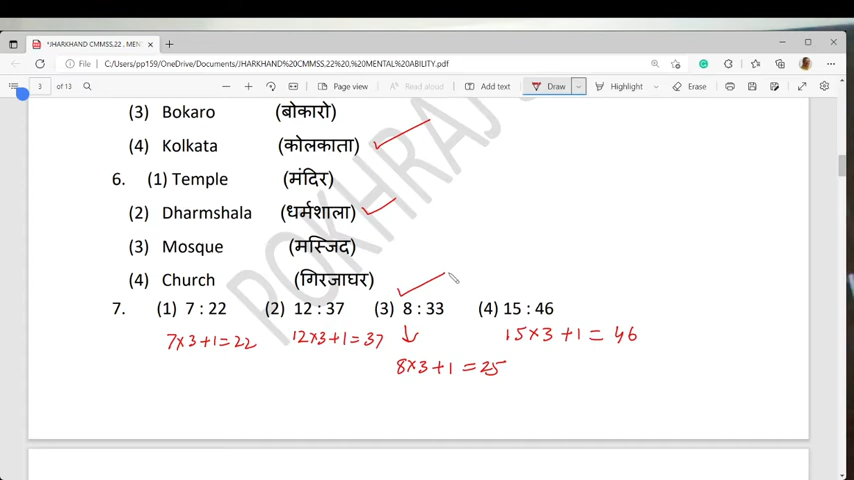 *JHARKHAND CMMSS,22 , MEN
File C:/Users/pp159/OneDrive/Documents/JHARKHAND%20CMMSS,22%20.%20MENTAL%20ABILITY.pdf
3 of 13 Page view Read aloud Add text Draw Highlight Erase
(3) Bokaro (बोकारो)
(4) Kolkata (कोलकाता)
6. (1) Temple (मंदिर)
(2) Dharmshala (धर्मशाला)
(3) Mosque (मस्जिद)
(4) Church (गिरजाघर)
7. (1) 7 : 22 (2) 12 : 37 (3) 8 : 33 (4) 15 : 46
7×3+1=22 12×3+1=37 15×3+1=46
8×3+1=25
POKHRAJ